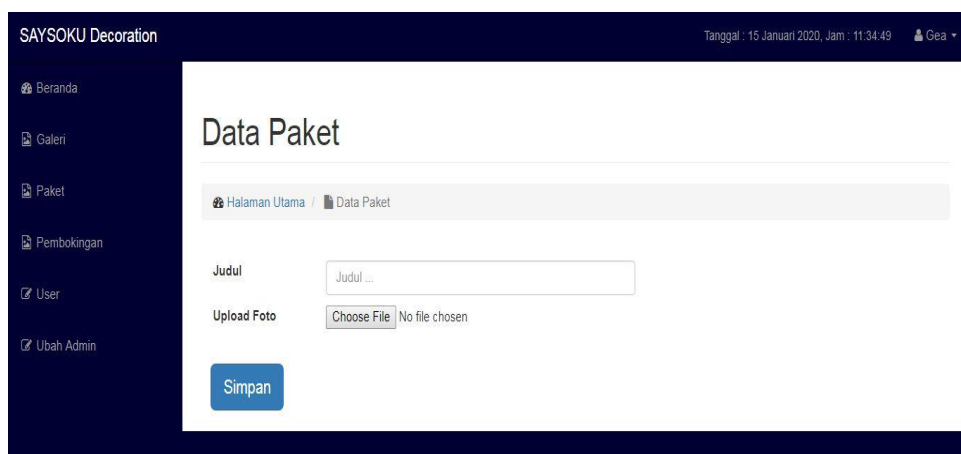 SAYSOKU Decoration
Tanggal : 15 Januari 2020, Jam : 11:34:49 Gea
Beranda
Galeri
Paket
Pembokingan
User
Ubah Admin
Data Paket
Halaman Utama / Data Paket
Judul Judul ...
Upload Foto Choose File No file chosen
Simpan